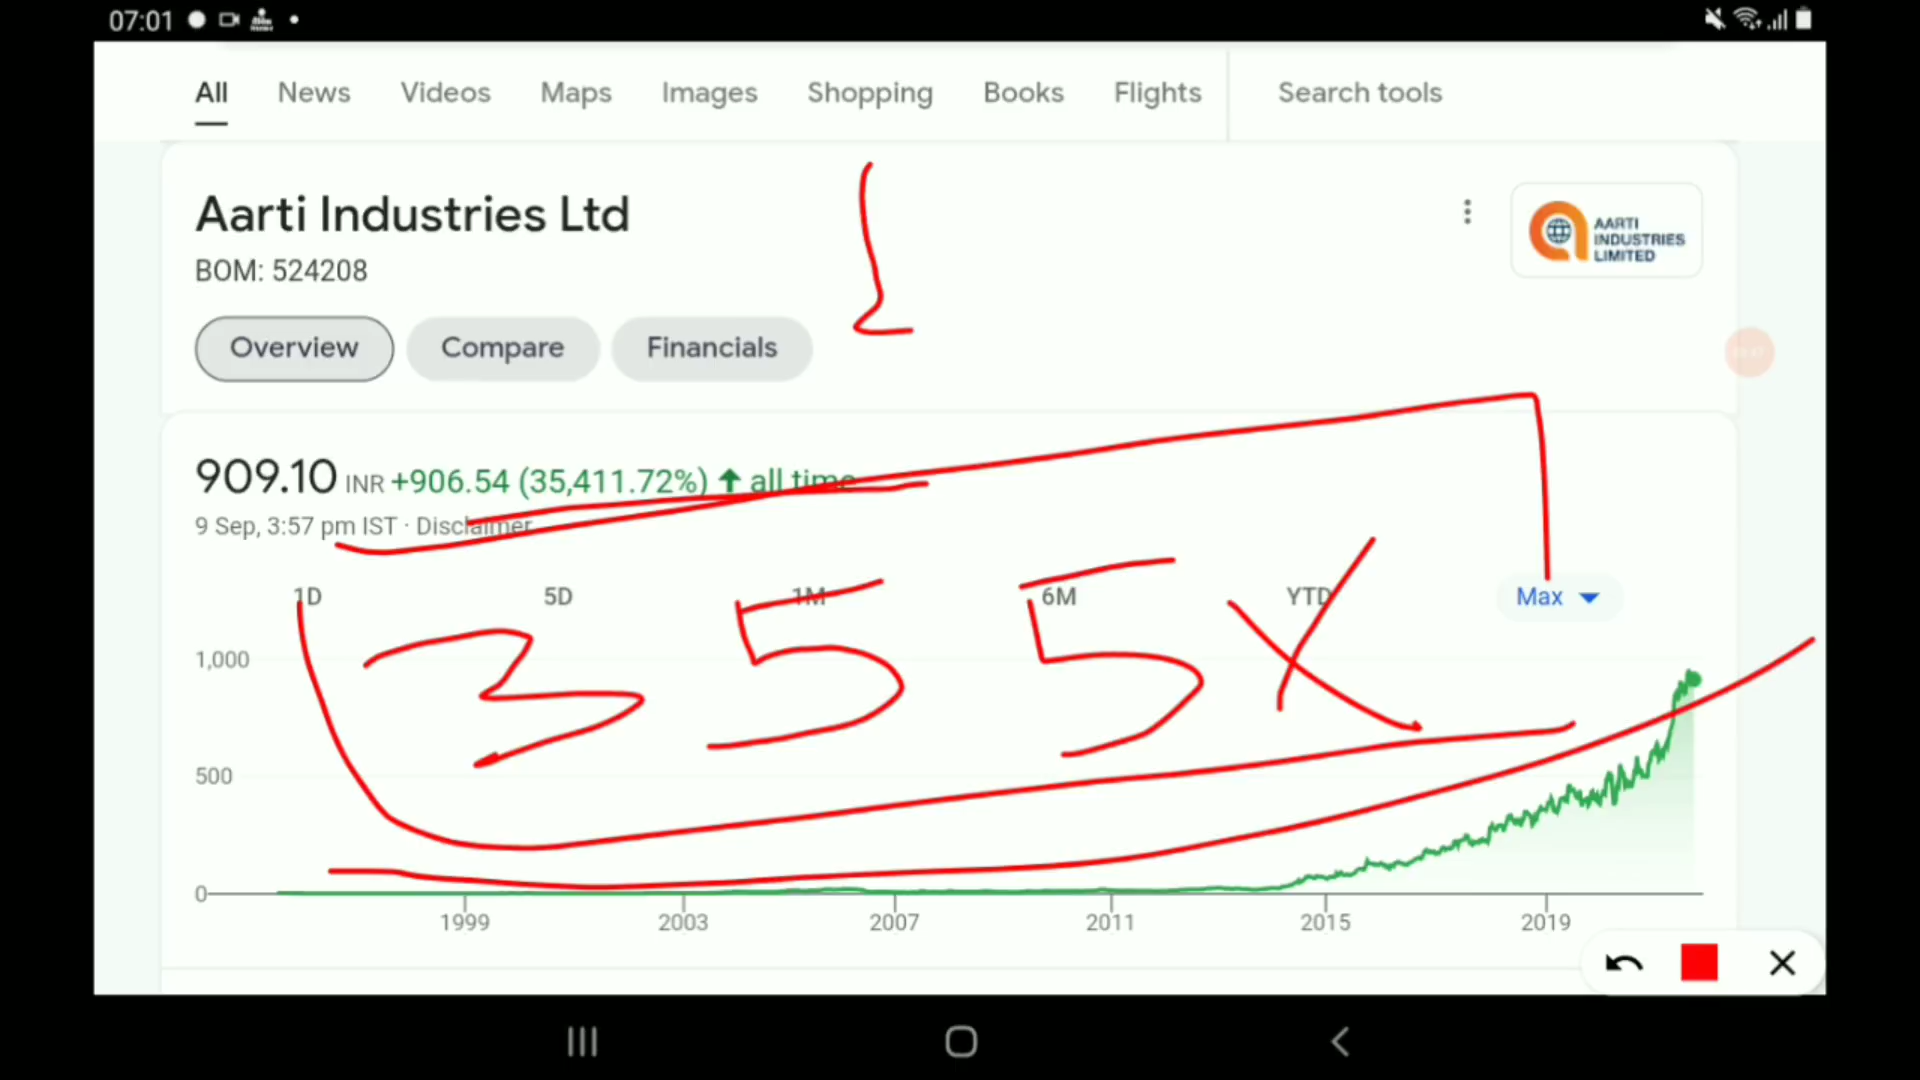 07:01
All News Videos Maps Images Shopping Books Flights Search tools
Aarti Industries Ltd
BOM: 524208
AARTI
INDUSTRIES
LIMITED
Overview Compare Financials
909.10 INR +906.54 (35,411.72%) all time
9 Sep, 3:57 pm IST · Disclaimer
1D 5D 1M 6M YTD Max
355X
1,000
500
0
1999 2003 2007 2011 2015 2019